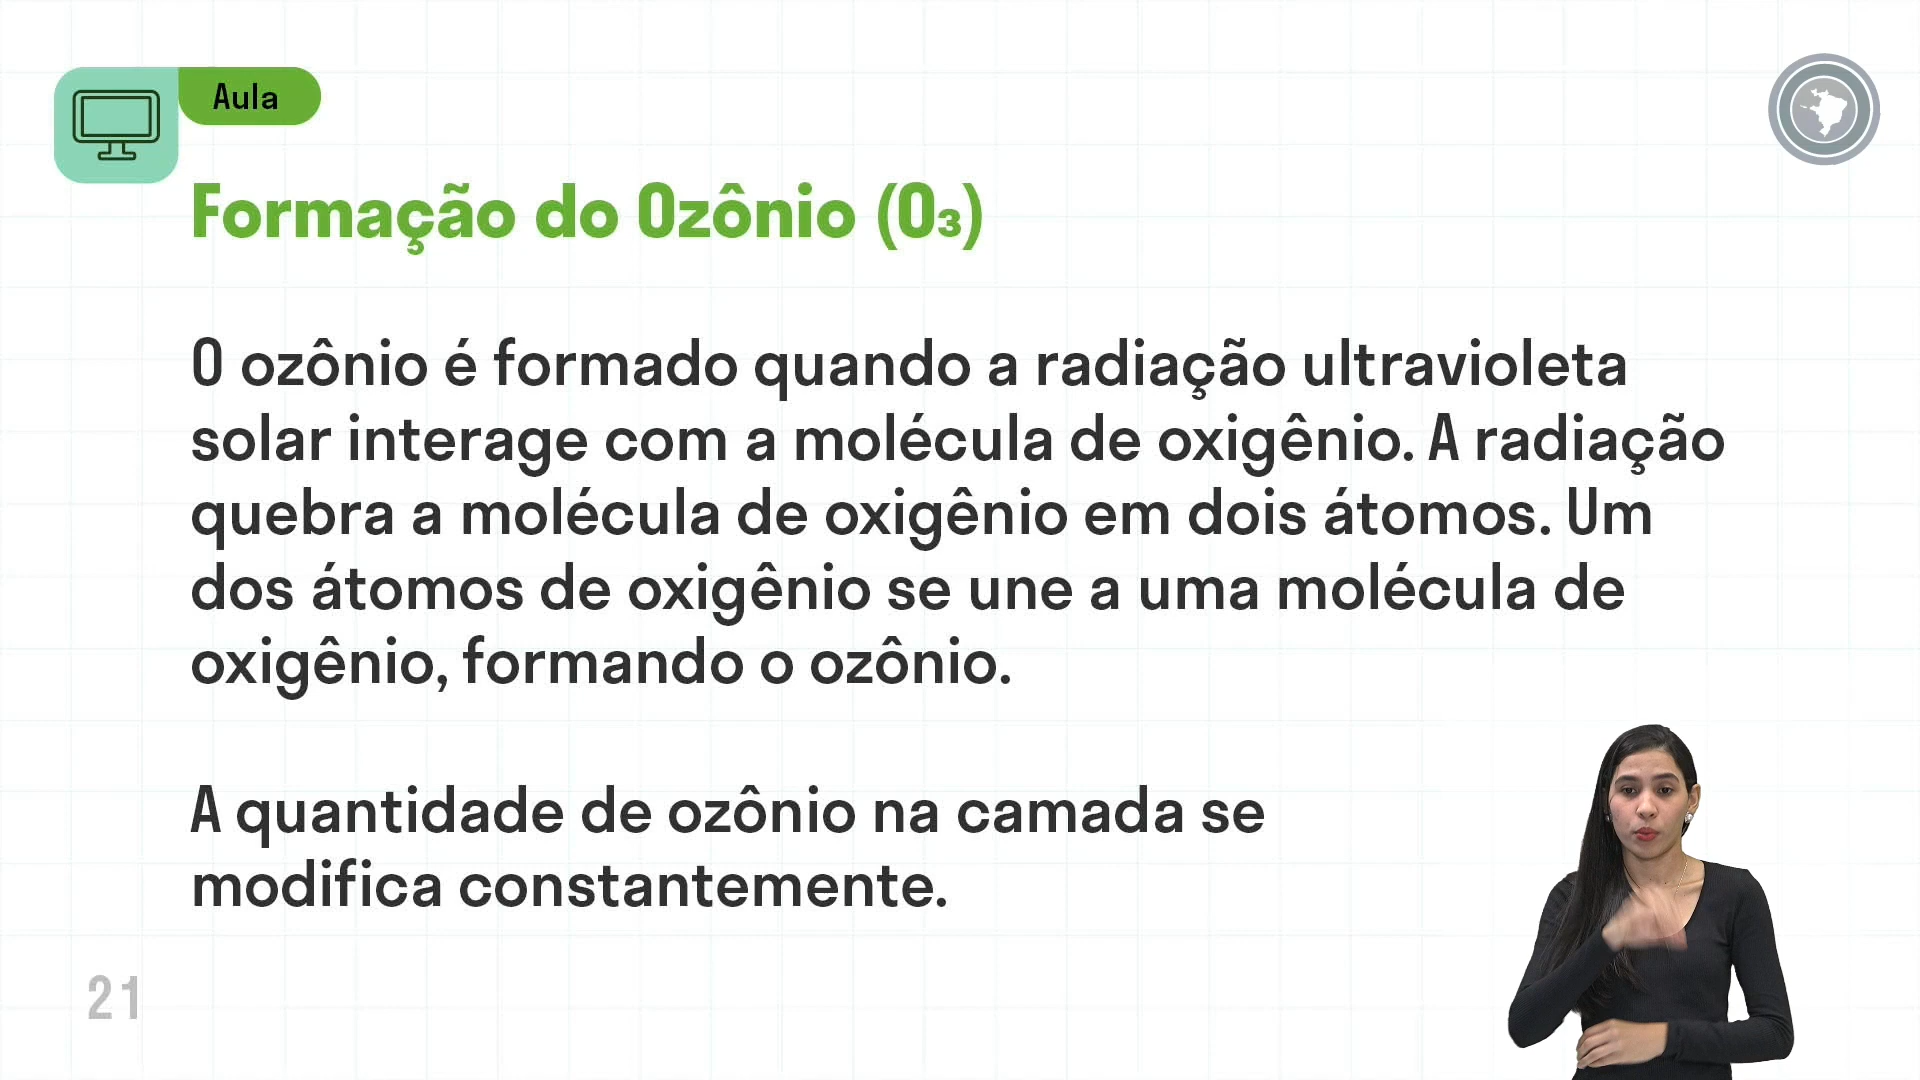 Aula
Formação do Ozônio (O₃)
O ozônio é formado quando a radiação ultravioleta
solar interage com a molécula de oxigênio. A radiação
quebra a molécula de oxigênio em dois átomos. Um
dos átomos de oxigênio se une a uma molécula de
oxigênio, formando o ozônio.
A quantidade de ozônio na camada se
modifica constantemente.
21